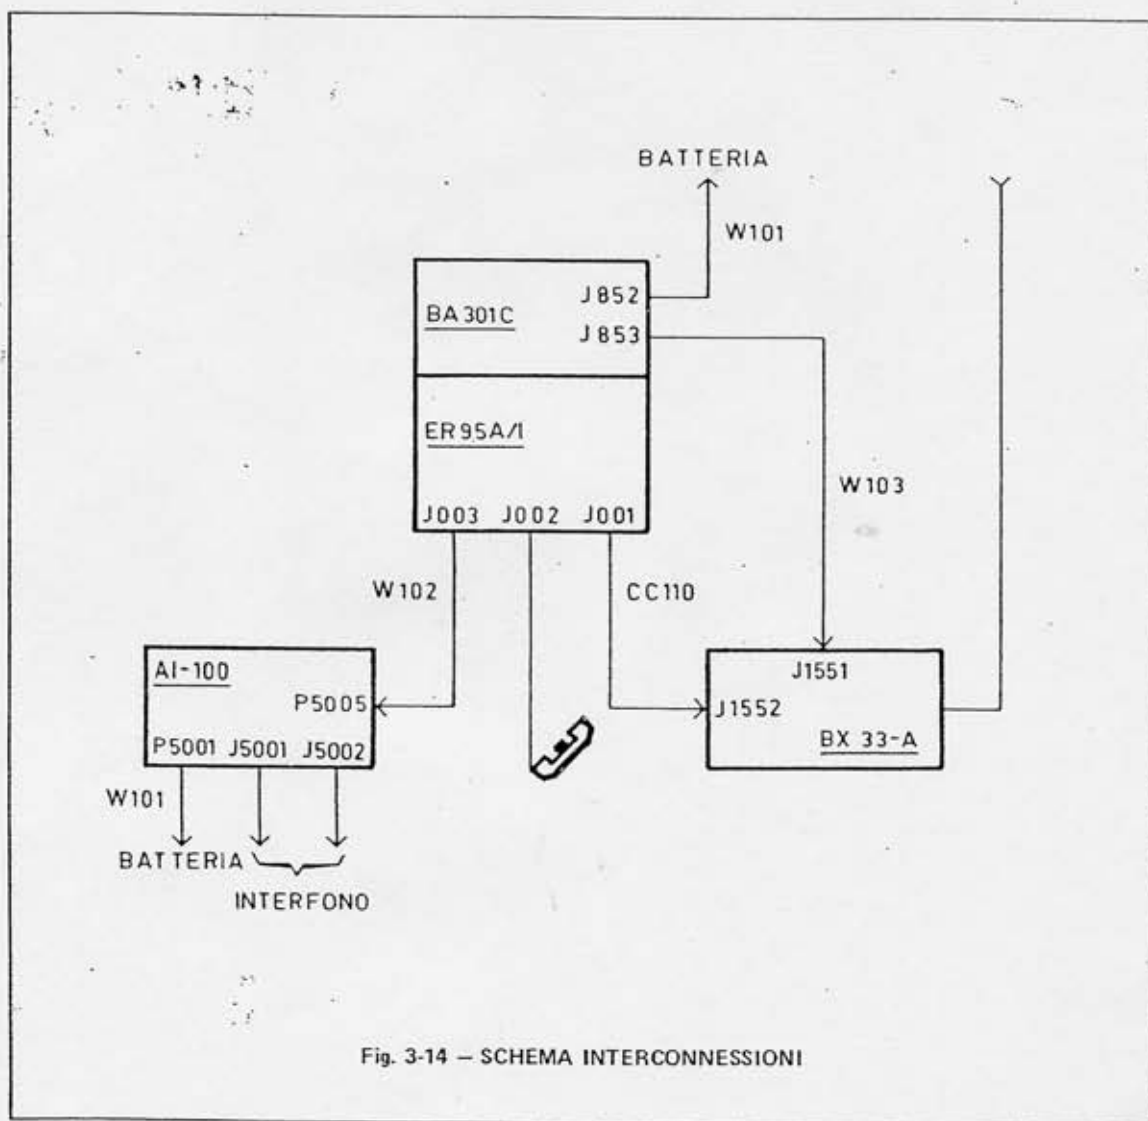 BATTERIA
W101
J852
BA301C
J853
ER95A/1
W103
J003 J002 J001
W102
CC110
AI-100
J1551
P5005
J1552
P5001 J5001 J5002
BX 33-A
W101
BATTERIA
INTERFONO
Fig. 3-14 — SCHEMA INTERCONNESSIONI